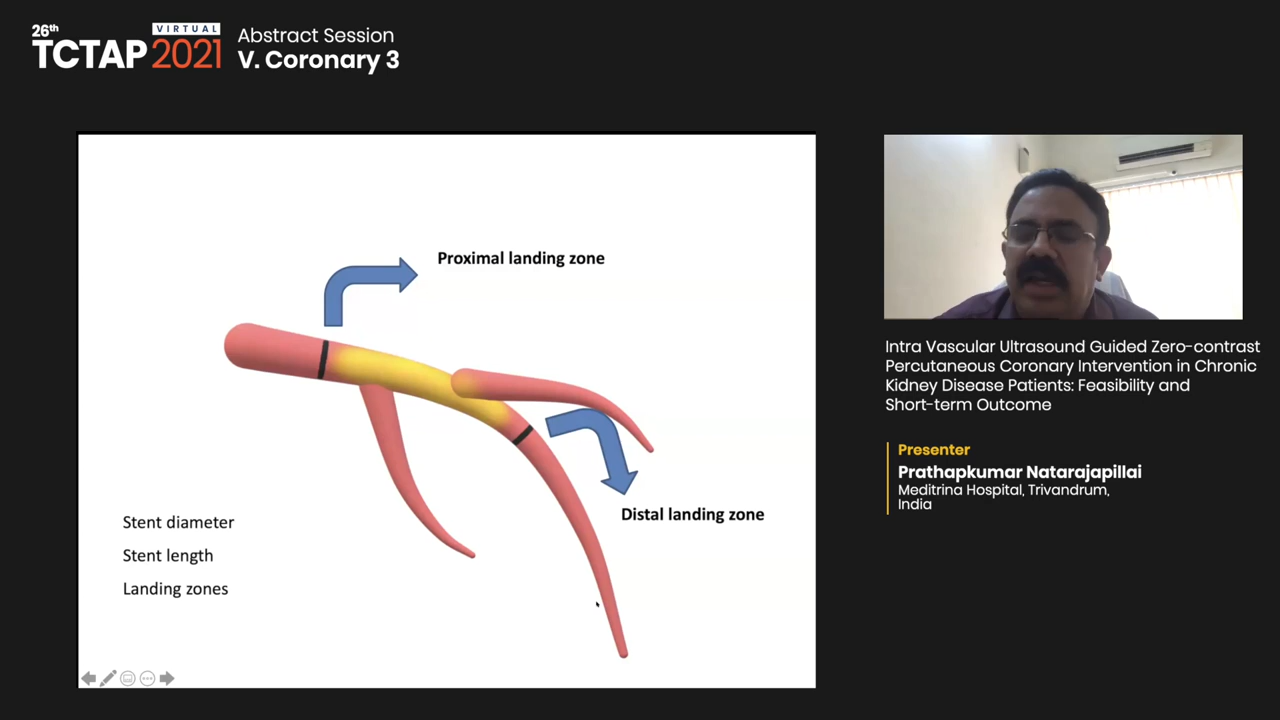 26th
VIRTUAL
TCTAP 2021
Abstract Session
V. Coronary 3
Proximal landing zone
Distal landing zone
Stent diameter
Stent length
Landing zones
Intra Vascular Ultrasound Guided Zero-contrast
Percutaneous Coronary Intervention in Chronic
Kidney Disease Patients: Feasibility and
Short-term Outcome
Presenter
Prathapkumar Natarajapillai
Meditrina Hospital, Trivandrum,
India